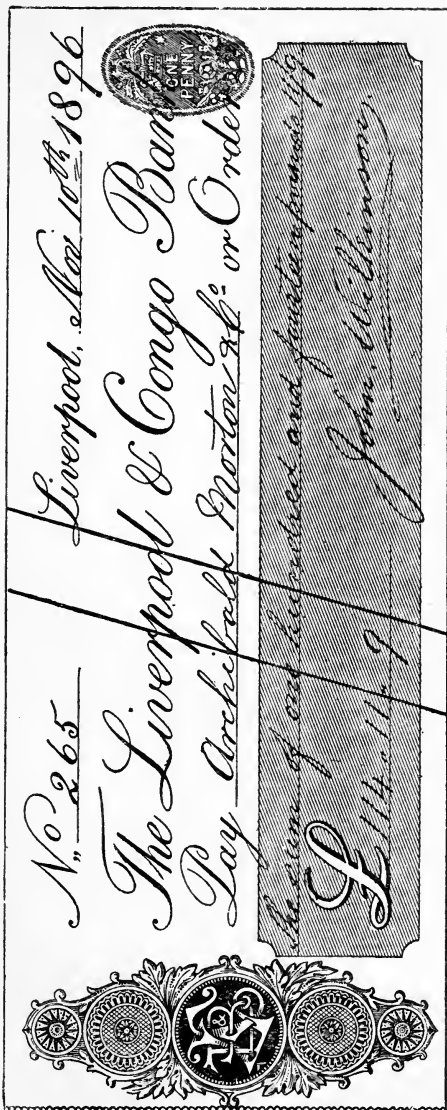 No 265 Liverpool, Nov 10th 1896
The Liverpool & Congo Bank
Pay Archibald Morton & Co or Order
The sum of one hundred and fourteen pounds 11/9
£ 114 " 11 " 9 John Wilkinson.
ONE
PENNY